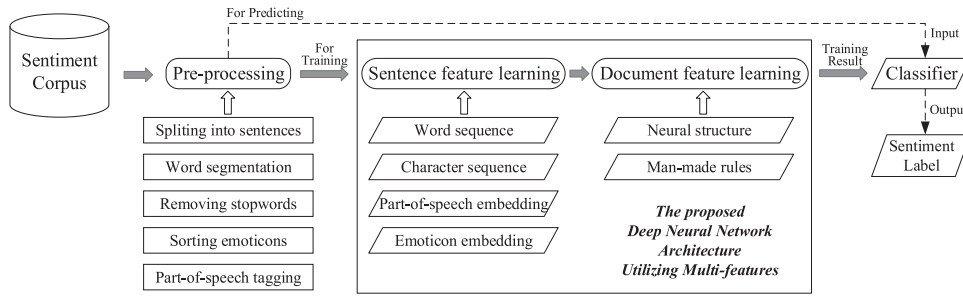 For Predicting
Sentiment
Corpus
Pre-processing
For
Training
Sentence feature learning
Document feature learning
Training
Result
Input
Classifier
Output
Sentiment
Label
Spliting into sentences
Word segmentation
Removing stopwords
Sorting emoticons
Part-of-speech tagging
Word sequence
Character sequence
Part-of-speech embedding
Emoticon embedding
Neural structure
Man-made rules
The proposed
Deep Neural Network
Architecture
Utilizing Multi-features